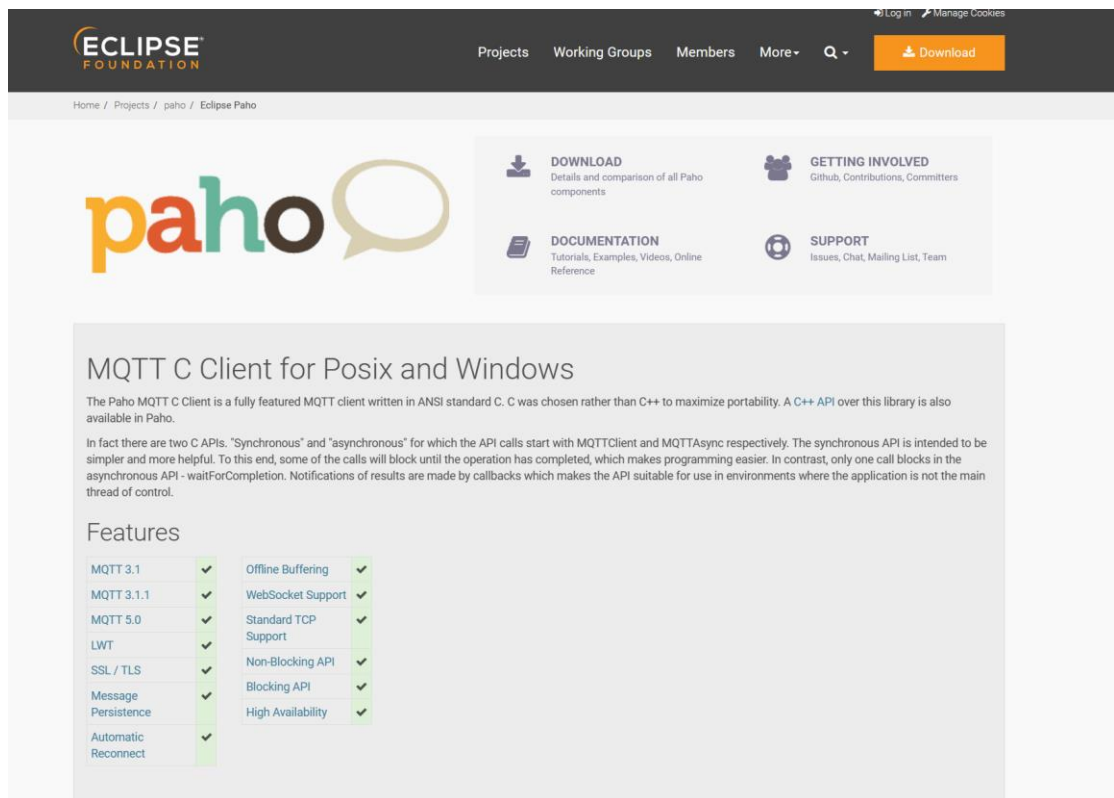 Log in Manage Cookies
ECLIPSE
FOUNDATION
Projects Working Groups Members More Download
Home / Projects / paho / Eclipse Paho
paho
DOWNLOAD
Details and comparison of all Paho
components
GETTING INVOLVED
Github, Contributions, Committers
DOCUMENTATION
Tutorials, Examples, Videos, Online
Reference
SUPPORT
Issues, Chat, Mailing List, Team
MQTT C Client for Posix and Windows
The Paho MQTT C Client is a fully featured MQTT client written in ANSI standard C. C was chosen rather than C++ to maximize portability. A C++ API over this library is also
available in Paho.
In fact there are two C APIs. "Synchronous" and "asynchronous" for which the API calls start with MQTTClient and MQTTAsync respectively. The synchronous API is intended to be
simpler and more helpful. To this end, some of the calls will block until the operation has completed, which makes programming easier. In contrast, only one call blocks in the
asynchronous API - waitForCompletion. Notifications of results are made by callbacks which makes the API suitable for use in environments where the application is not the main
thread of control.
Features
MQTT 3.1
MQTT 3.1.1
MQTT 5.0
LWT
SSL / TLS
Message
Persistence
Automatic
Reconnect
Offline Buffering
WebSocket Support
Standard TCP
Support
Non-Blocking API
Blocking API
High Availability